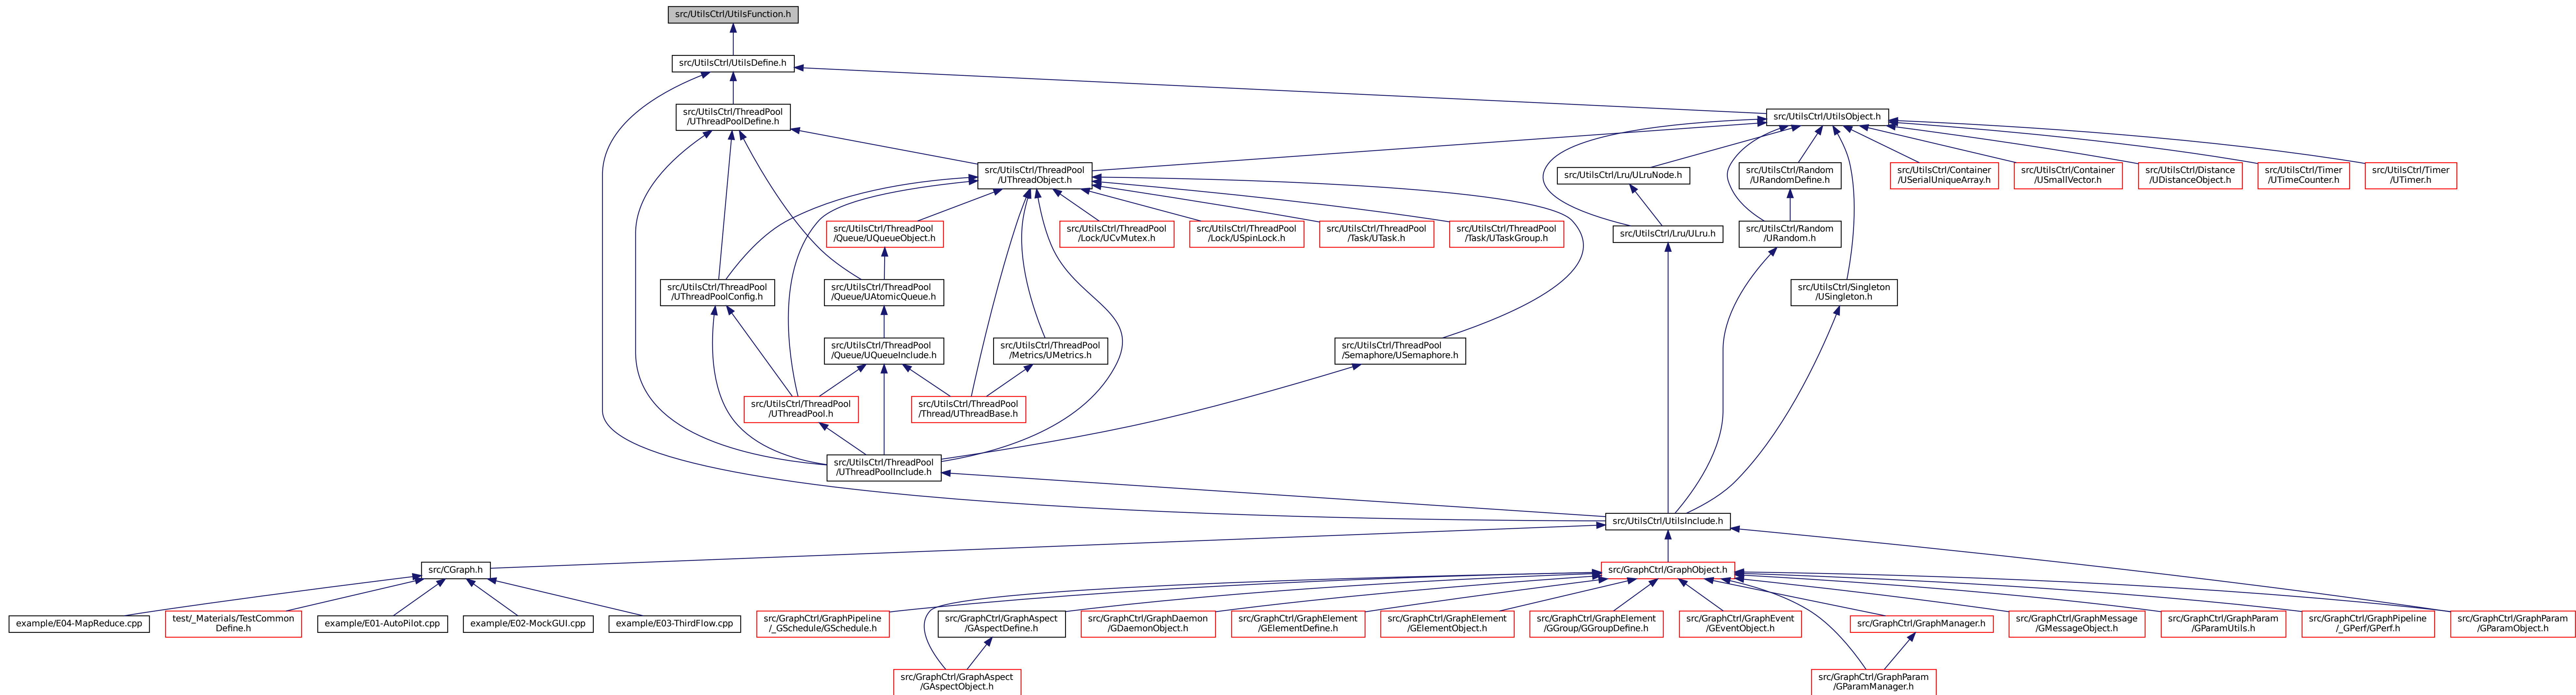 src/UtilsCtrl/UtilsFunction.h
src/UtilsCtrl/UtilsDefine.h
src/UtilsCtrl/ThreadPool
/UThreadPoolDefine.h
src/UtilsCtrl/UtilsObject.h
src/UtilsCtrl/ThreadPool
/UThreadObject.h
src/UtilsCtrl/Lru/ULruNode.h
src/UtilsCtrl/Random
/URandomDefine.h
src/UtilsCtrl/Container
/USerialUniqueArray.h
src/UtilsCtrl/Container
/USmallVector.h
src/UtilsCtrl/Distance
/UDistanceObject.h
src/UtilsCtrl/Timer
/UTimeCounter.h
src/UtilsCtrl/Timer
/UTimer.h
src/UtilsCtrl/ThreadPool
/Queue/UQueueObject.h
src/UtilsCtrl/ThreadPool
/Lock/UCvMutex.h
src/UtilsCtrl/ThreadPool
/Lock/USpinLock.h
src/UtilsCtrl/ThreadPool
/Task/UTask.h
src/UtilsCtrl/ThreadPool
/Task/UTaskGroup.h
src/UtilsCtrl/Lru/ULru.h
src/UtilsCtrl/Random
/URandom.h
src/UtilsCtrl/ThreadPool
/UThreadPoolConfig.h
src/UtilsCtrl/ThreadPool
/Queue/UAtomicQueue.h
src/UtilsCtrl/Singleton
/USingleton.h
src/UtilsCtrl/ThreadPool
/Queue/UQueueInclude.h
src/UtilsCtrl/ThreadPool
/Metrics/UMetrics.h
src/UtilsCtrl/ThreadPool
/Semaphore/USemaphore.h
src/UtilsCtrl/ThreadPool
/UThreadPool.h
src/UtilsCtrl/ThreadPool
/Thread/UThreadBase.h
src/UtilsCtrl/ThreadPool
/UThreadPoolInclude.h
src/UtilsCtrl/UtilsInclude.h
src/CGraph.h
src/GraphCtrl/GraphObject.h
example/E04-MapReduce.cpp
test/_Materials/TestCommon
Define.h
example/E01-AutoPilot.cpp
example/E02-MockGUI.cpp
example/E03-ThirdFlow.cpp
src/GraphCtrl/GraphPipeline
/_GSchedule/GSchedule.h
src/GraphCtrl/GraphAspect
/GAspectDefine.h
src/GraphCtrl/GraphDaemon
/GDaemonObject.h
src/GraphCtrl/GraphElement
/GElementDefine.h
src/GraphCtrl/GraphElement
/GElementObject.h
src/GraphCtrl/GraphElement
/GGroup/GGroupDefine.h
src/GraphCtrl/GraphEvent
/GEventObject.h
src/GraphCtrl/GraphManager.h
src/GraphCtrl/GraphMessage
/GMessageObject.h
src/GraphCtrl/GraphParam
/GParamUtils.h
src/GraphCtrl/GraphPipeline
/_GPerf/GPerf.h
src/GraphCtrl/GraphParam
/GParamObject.h
src/GraphCtrl/GraphAspect
/GAspectObject.h
src/GraphCtrl/GraphParam
/GParamManager.h